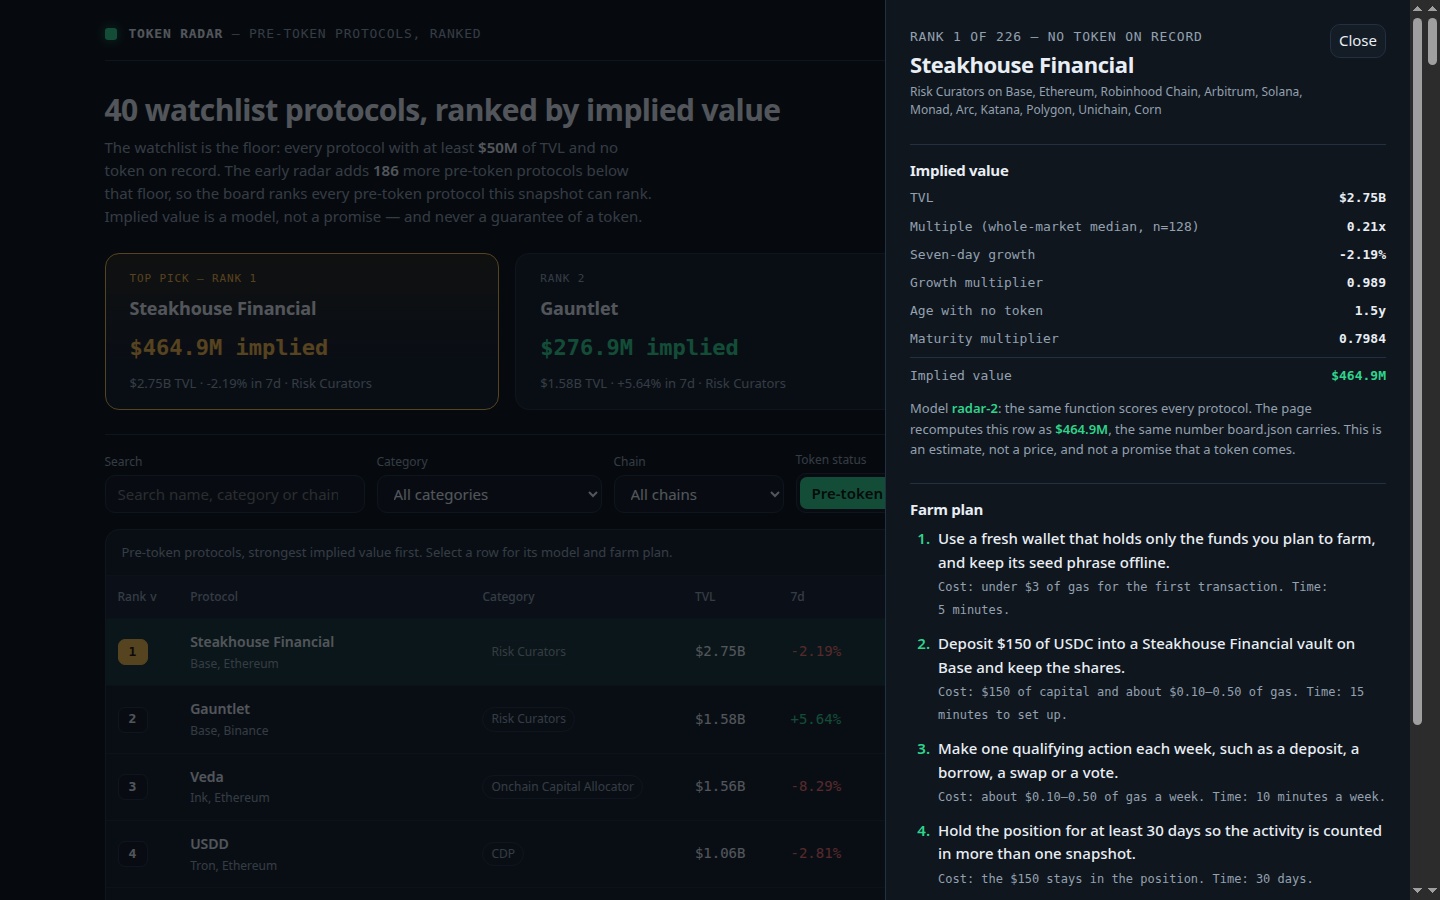 TOKEN RADAR — PRE-TOKEN PROTOCOLS, RANKED
40 watchlist protocols, ranked by implied value
The watchlist is the floor: every protocol with at least $50M of TVL and no
token on record. The early radar adds 186 more pre-token protocols below
that floor, so the board ranks every pre-token protocol this snapshot can rank.
Implied value is a model, not a promise — and never a guarantee of a token.
TOP PICK — RANK 1
Steakhouse Financial
$464.9M implied
$2.75B TVL · -2.19% in 7d · Risk Curators
RANK 2
Gauntlet
$276.9M implied
$1.58B TVL · +5.64% in 7d · Risk Curators
Search
Category
Chain
Token status
Search name, category or chain
All categories
All chains
Pre-token
Pre-token protocols, strongest implied value first. Select a row for its model and farm plan.
Rank v
Protocol
Category
TVL
7d
1
Steakhouse Financial
Base, Ethereum
Risk Curators
$2.75B
-2.19%
2
Gauntlet
Base, Binance
Risk Curators
$1.58B
+5.64%
3
Veda
Ink, Ethereum
Onchain Capital Allocator
$1.56B
-8.29%
4
USDD
Tron, Ethereum
CDP
$1.06B
-2.81%
RANK 1 OF 226 — NO TOKEN ON RECORD
Close
Steakhouse Financial
Risk Curators on Base, Ethereum, Robinhood Chain, Arbitrum, Solana,
Monad, Arc, Katana, Polygon, Unichain, Corn
Implied value
TVL $2.75B
Multiple (whole-market median, n=128) 0.21x
Seven-day growth -2.19%
Growth multiplier 0.989
Age with no token 1.5y
Maturity multiplier 0.7984
Implied value $464.9M
Model radar-2: the same function scores every protocol. The page
recomputes this row as $464.9M, the same number board.json carries. This is
an estimate, not a price, and not a promise that a token comes.
Farm plan
1. Use a fresh wallet that holds only the funds you plan to farm,
and keep its seed phrase offline.
Cost: under $3 of gas for the first transaction. Time:
5 minutes.
2. Deposit $150 of USDC into a Steakhouse Financial vault on
Base and keep the shares.
Cost: $150 of capital and about $0.10–0.50 of gas. Time: 15
minutes to set up.
3. Make one qualifying action each week, such as a deposit, a
borrow, a swap or a vote.
Cost: about $0.10–0.50 of gas a week. Time: 10 minutes a week.
4. Hold the position for at least 30 days so the activity is counted
in more than one snapshot.
Cost: the $150 stays in the position. Time: 30 days.